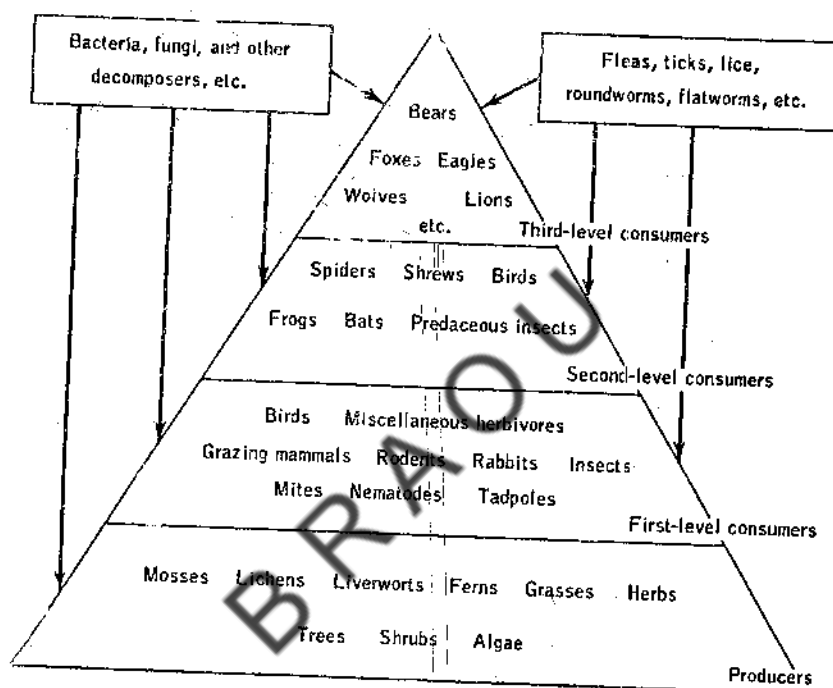 Bacteria, fungi, and other
decomposers, etc.
Fleas, ticks, lice,
roundworms, flatworms, etc.
Bears
Foxes Eagles
Wolves Lions
etc.
Third-level consumers
Spiders Shrews Birds
Frogs Bats Predaceous insects
Second-level consumers
Birds Miscellaneous herbivores
Grazing mammals Rodents Rabbits Insects
Mites Nematodes Tadpoles
First-level consumers
Mosses Lichens Liverworts Ferns Grasses Herbs
Trees Shrubs Algae
Producers
BRAOU